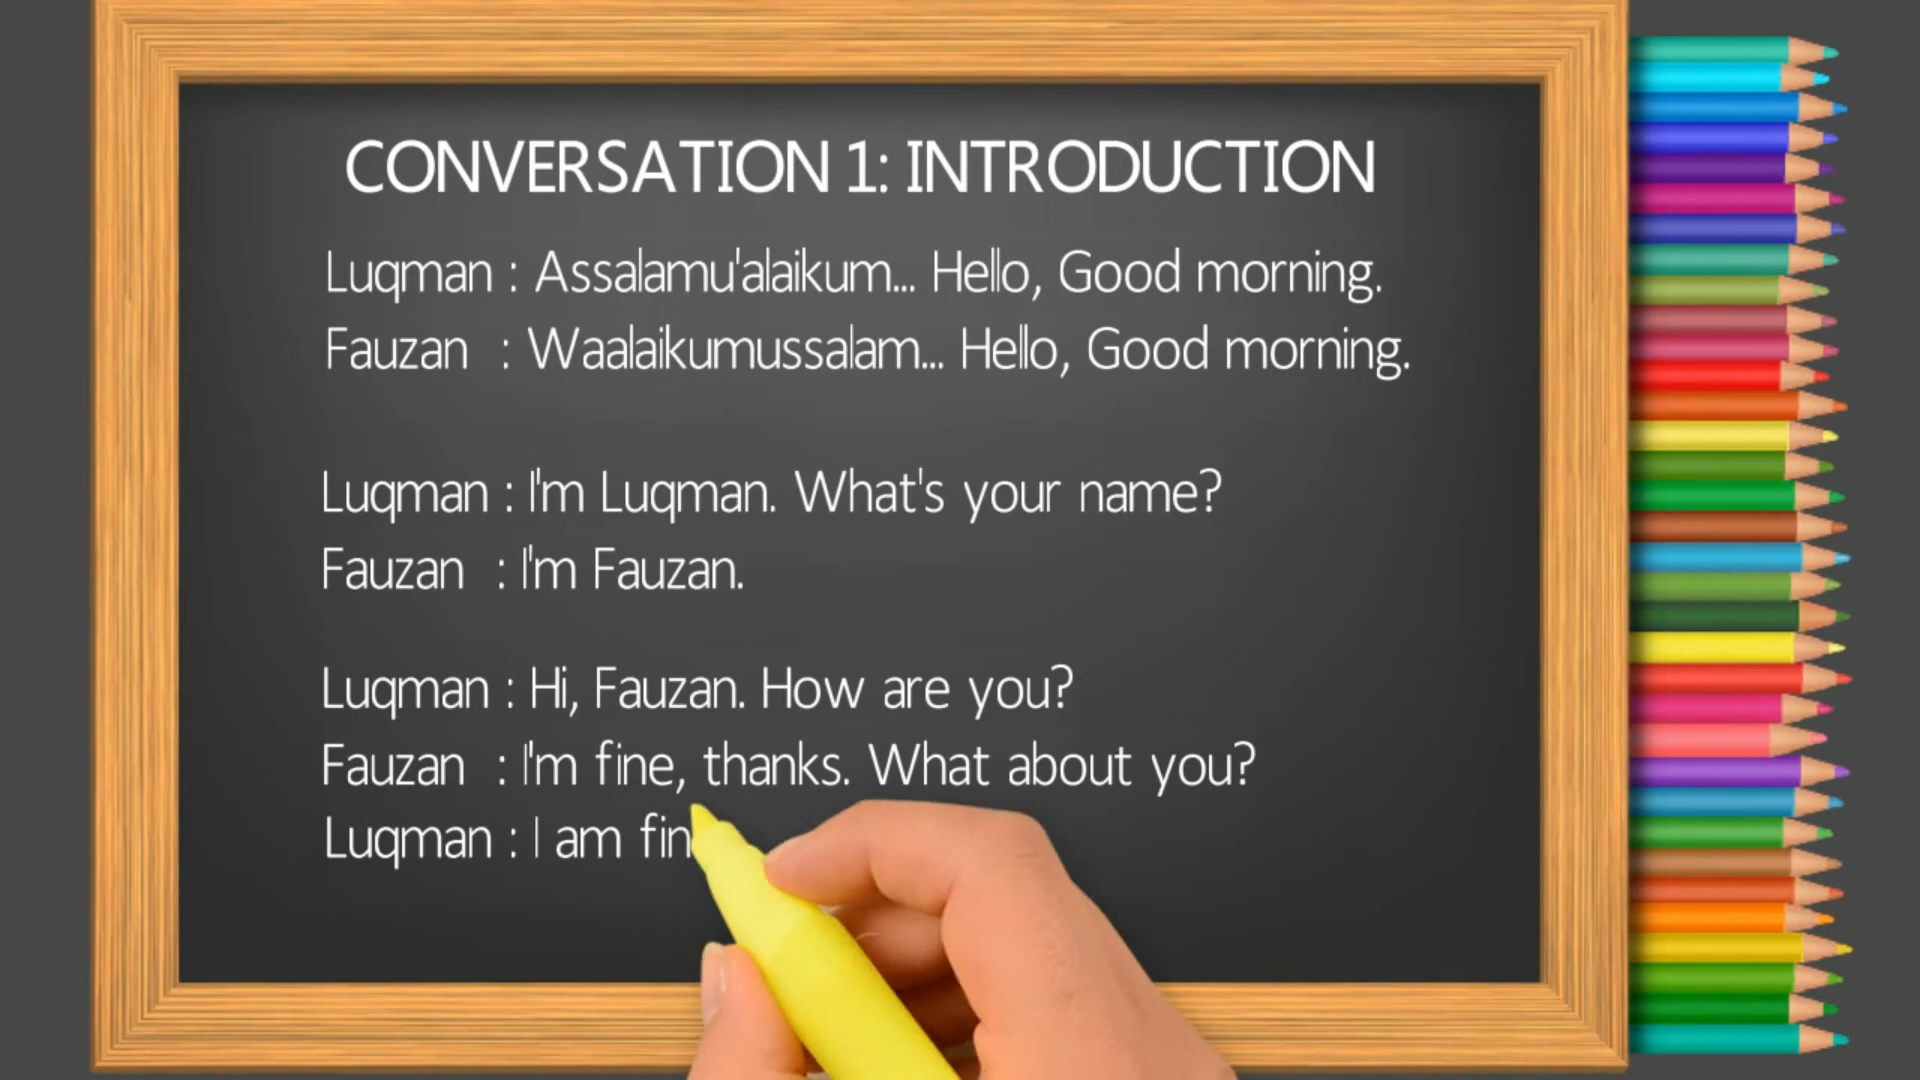 CONVERSATION 1: INTRODUCTION
Luqman : Assalamu'alaikum... Hello, Good morning.
Fauzan : Waalaikumussalam... Hello, Good morning.
Luqman : I'm Luqman. What's your name?
Fauzan : I'm Fauzan.
Luqman : Hi, Fauzan. How are you?
Fauzan : I'm fine, thanks. What about you?
Luqman : I am fin